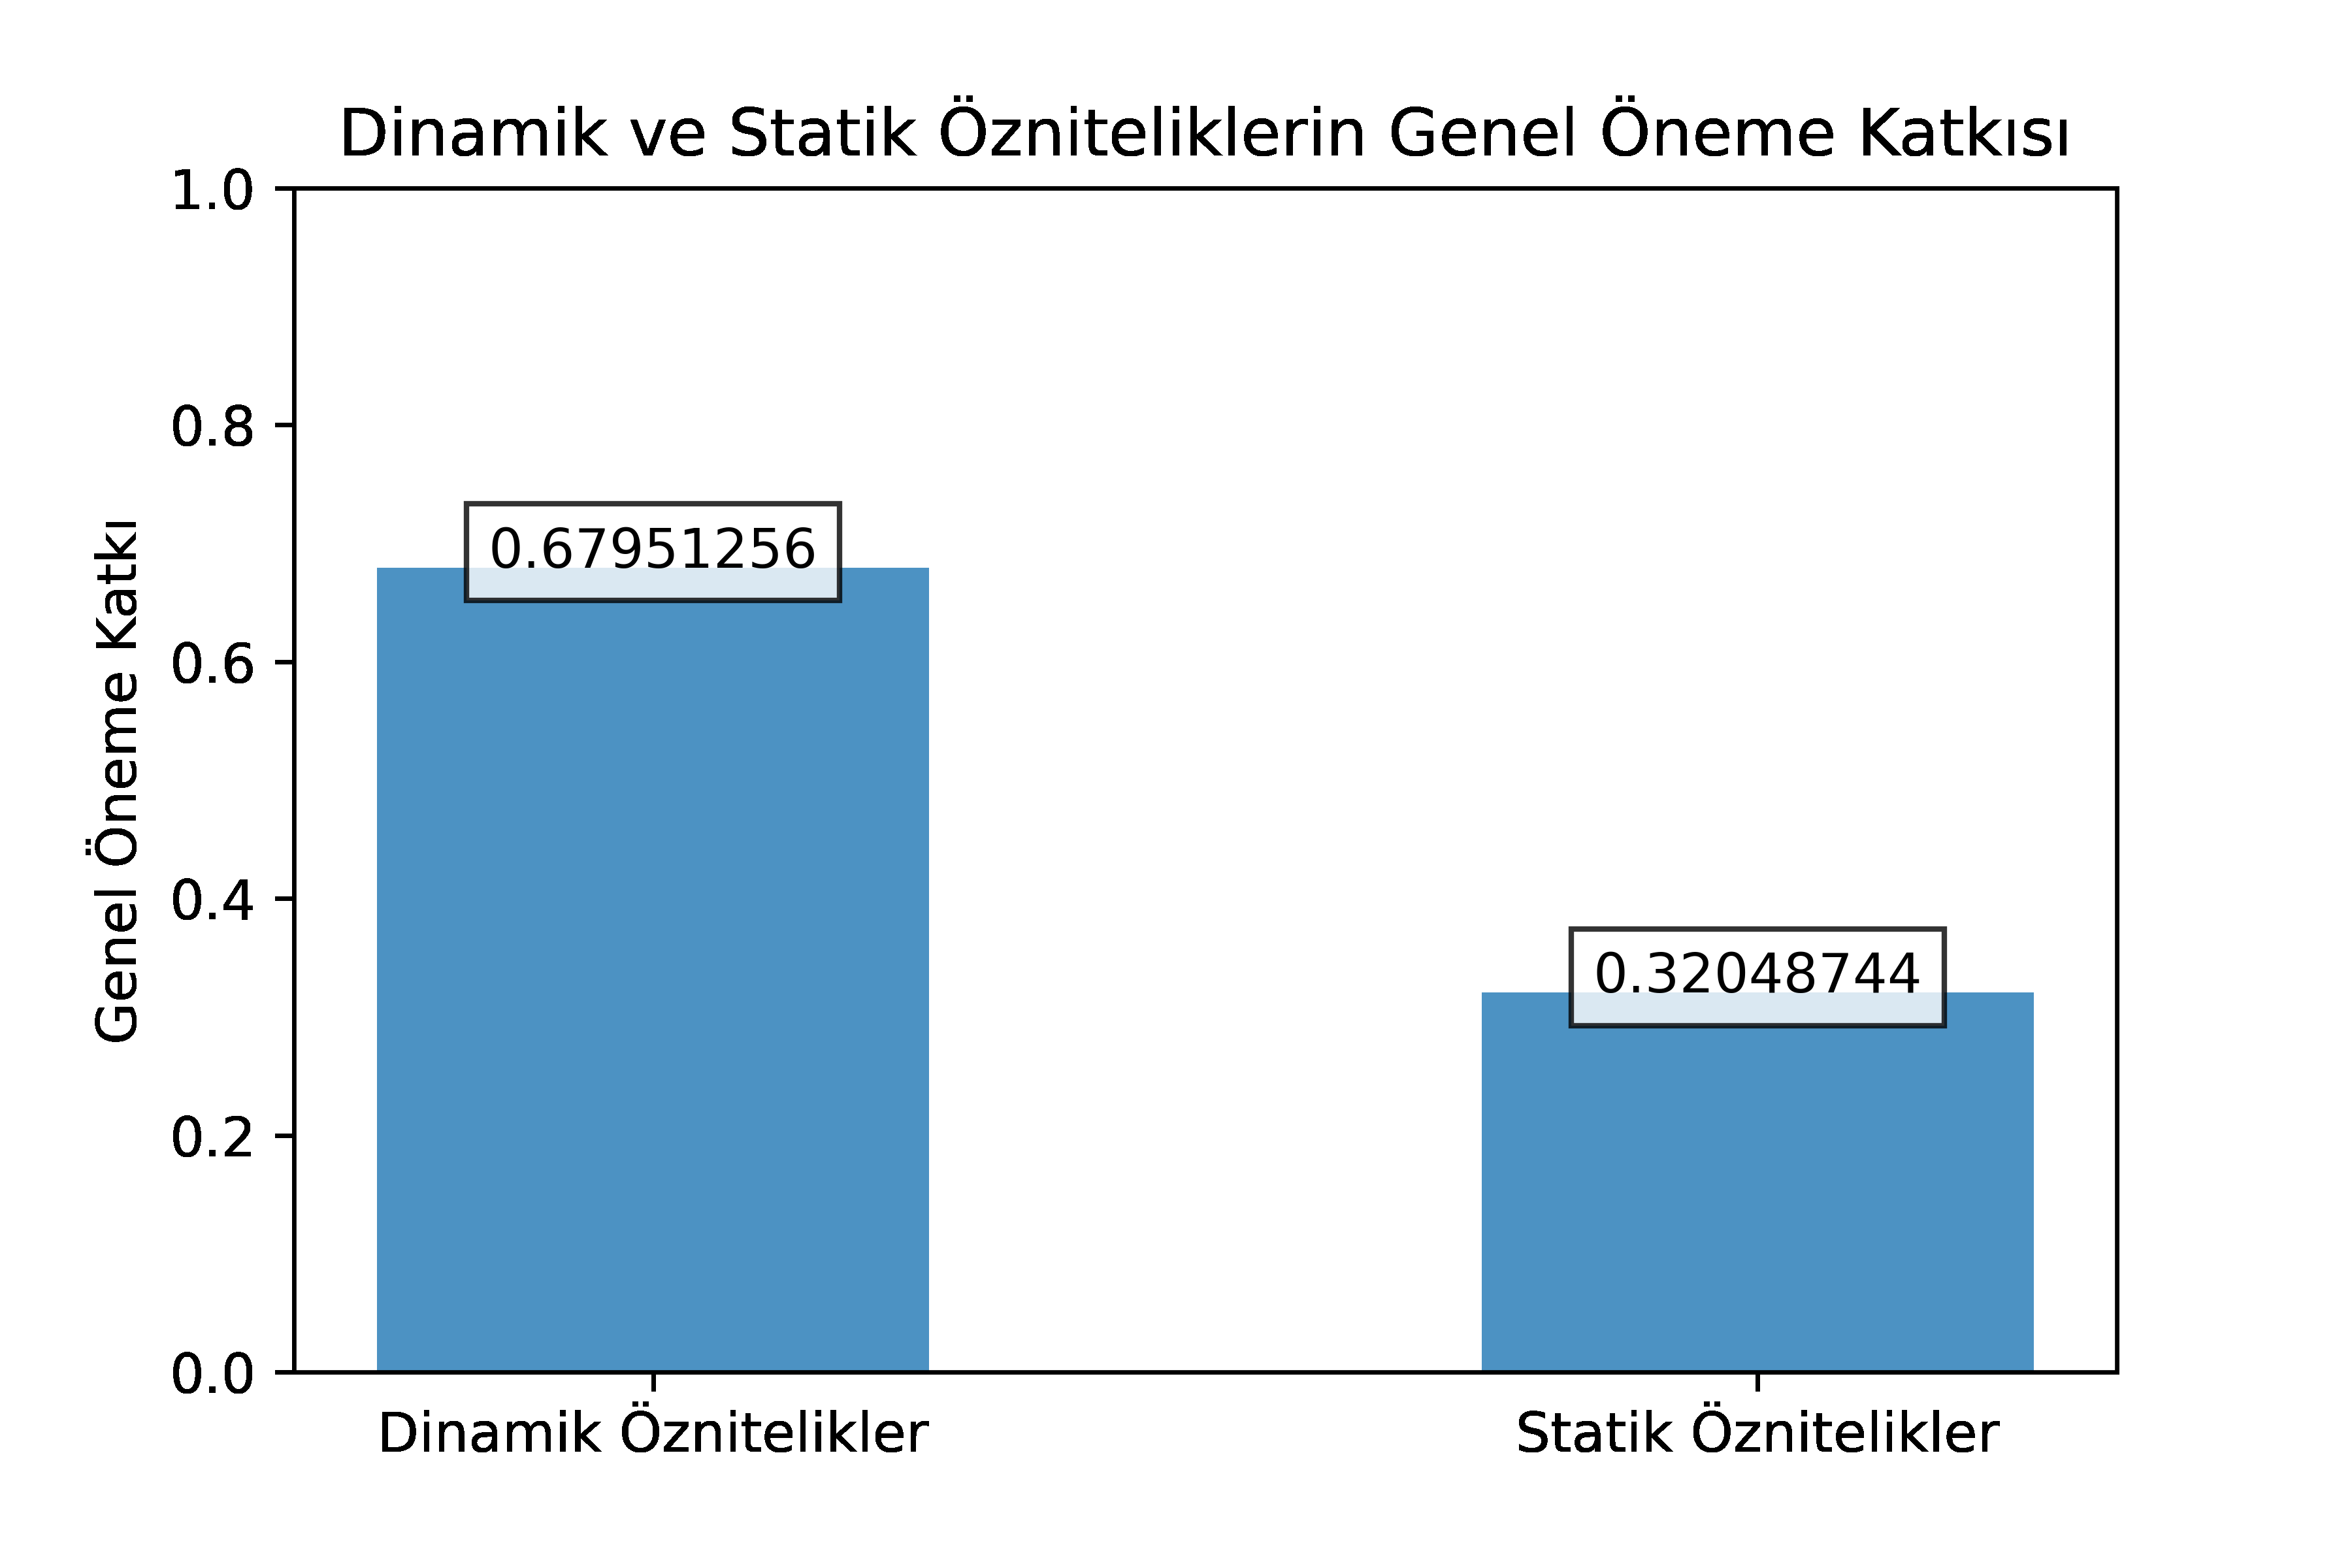 Dinamik ve Statik Özniteliklerin Genel Öneme Katkısı
Genel Öneme Katkı
1.0
0.8
0.6
0.4
0.2
0.0
0.67951256
0.32048744
Dinamik Öznitelikler
Statik Öznitelikler